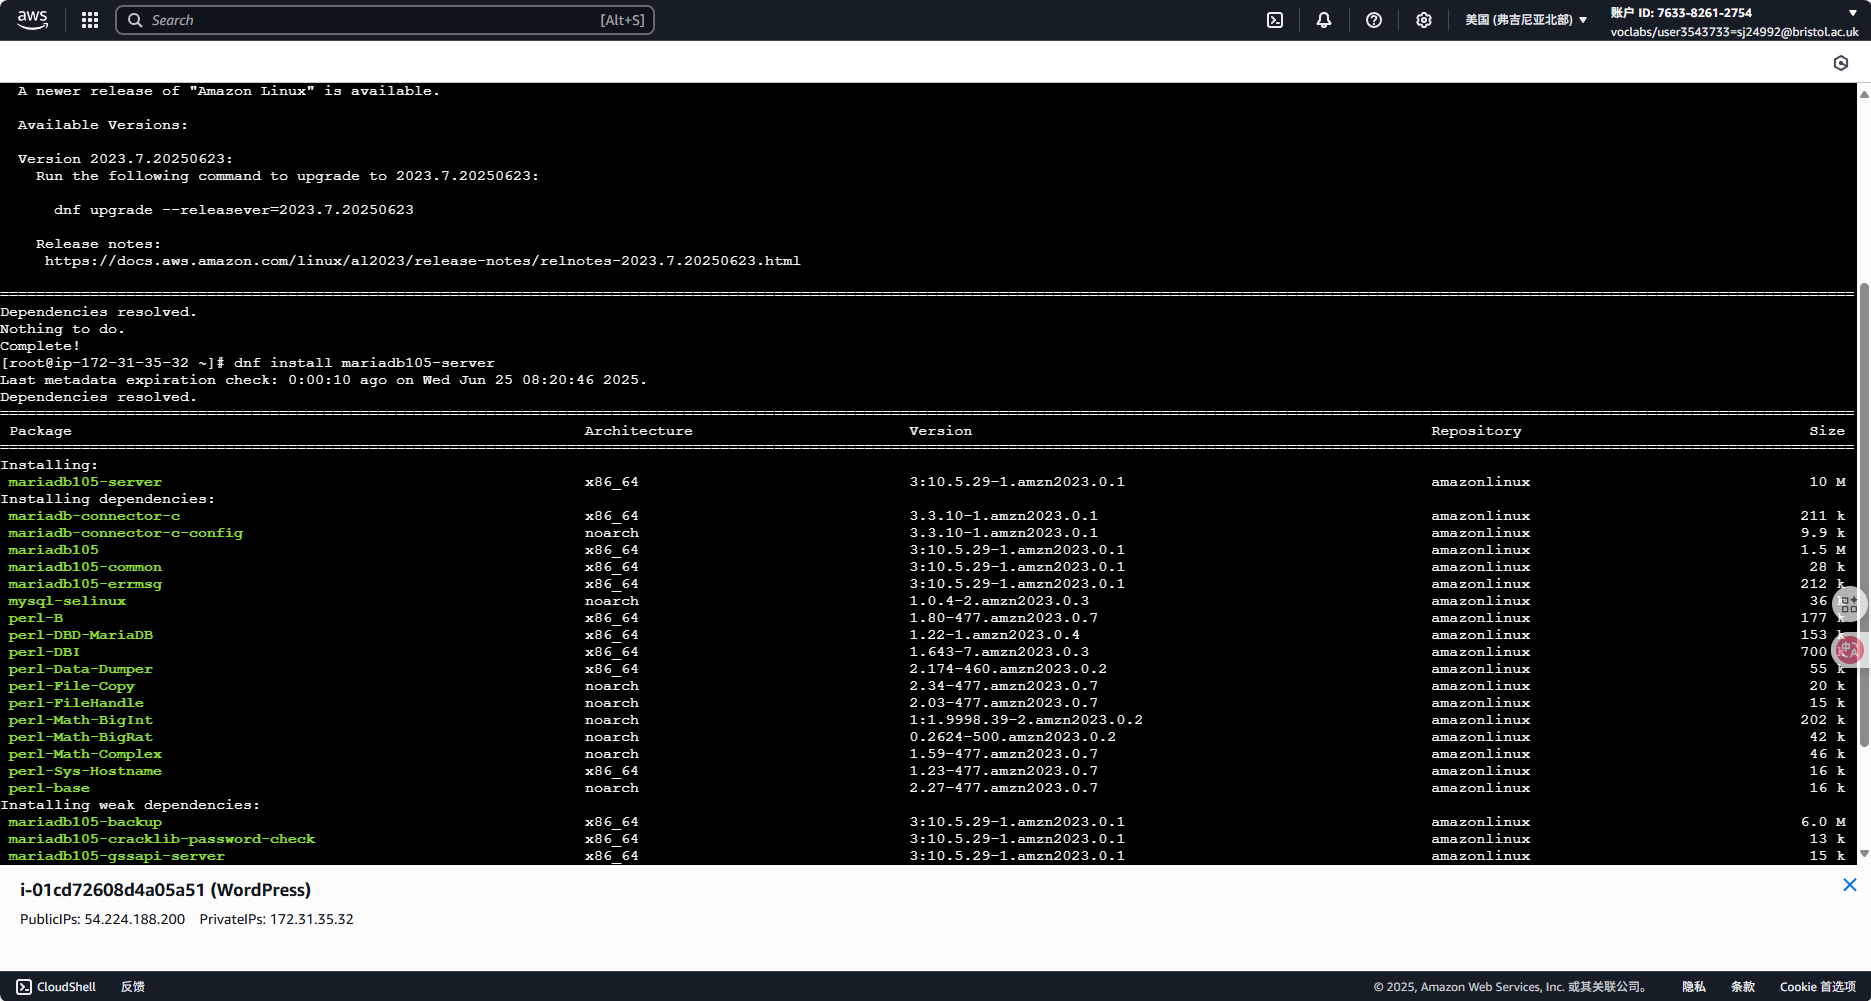 aws
Search [Alt+S]
美国 (弗吉尼亚北部)
账户 ID: 7633-8261-2754
voclabs/user3543733=sj24992@bristol.ac.uk
A newer release of "Amazon Linux" is available.
Available Versions:
Version 2023.7.20250623:
Run the following command to upgrade to 2023.7.20250623:
dnf upgrade --releasever=2023.7.20250623
Release notes:
https://docs.aws.amazon.com/linux/al2023/release-notes/relnotes-2023.7.20250623.html
Dependencies resolved.
Nothing to do.
Complete!
[root@ip-172-31-35-32 ~]# dnf install mariadb105-server
Last metadata expiration check: 0:00:10 ago on Wed Jun 25 08:20:46 2025.
Dependencies resolved.
Package Architecture Version Repository Size
Installing:
mariadb105-server x86_64 3:10.5.29-1.amzn2023.0.1 amazonlinux 10 M
Installing dependencies:
mariadb-connector-c x86_64 3.3.10-1.amzn2023.0.1 amazonlinux 211 k
mariadb-connector-c-config noarch 3.3.10-1.amzn2023.0.1 amazonlinux 9.9 k
mariadb105 x86_64 3:10.5.29-1.amzn2023.0.1 amazonlinux 1.5 M
mariadb105-common x86_64 3:10.5.29-1.amzn2023.0.1 amazonlinux 28 k
mariadb105-errmsg x86_64 3:10.5.29-1.amzn2023.0.1 amazonlinux 212 k
mysql-selinux noarch 1.0.4-2.amzn2023.0.3 amazonlinux 36 k
perl-B x86_64 1.80-477.amzn2023.0.7 amazonlinux 177 k
perl-DBD-MariaDB x86_64 1.22-1.amzn2023.0.4 amazonlinux 153 k
perl-DBI x86_64 1.643-7.amzn2023.0.3 amazonlinux 700 k
perl-Data-Dumper x86_64 2.174-460.amzn2023.0.2 amazonlinux 55 k
perl-File-Copy noarch 2.34-477.amzn2023.0.7 amazonlinux 20 k
perl-FileHandle noarch 2.03-477.amzn2023.0.7 amazonlinux 15 k
perl-Math-BigInt noarch 1:1.9998.39-2.amzn2023.0.2 amazonlinux 202 k
perl-Math-BigRat noarch 0.2624-500.amzn2023.0.2 amazonlinux 42 k
perl-Math-Complex noarch 1.59-477.amzn2023.0.7 amazonlinux 46 k
perl-Sys-Hostname x86_64 1.23-477.amzn2023.0.7 amazonlinux 16 k
perl-base noarch 2.27-477.amzn2023.0.7 amazonlinux 16 k
Installing weak dependencies:
mariadb105-backup x86_64 3:10.5.29-1.amzn2023.0.1 amazonlinux 6.0 M
mariadb105-cracklib-password-check x86_64 3:10.5.29-1.amzn2023.0.1 amazonlinux 13 k
mariadb105-gssapi-server x86_64 3:10.5.29-1.amzn2023.0.1 amazonlinux 15 k
i-01cd72608d4a05a51 (WordPress)
PublicIPs: 54.224.188.200 PrivateIPs: 172.31.35.32
CloudShell 反馈 © 2025, Amazon Web Services, Inc. 或其关联公司。 隐私 条款 Cookie 首选项